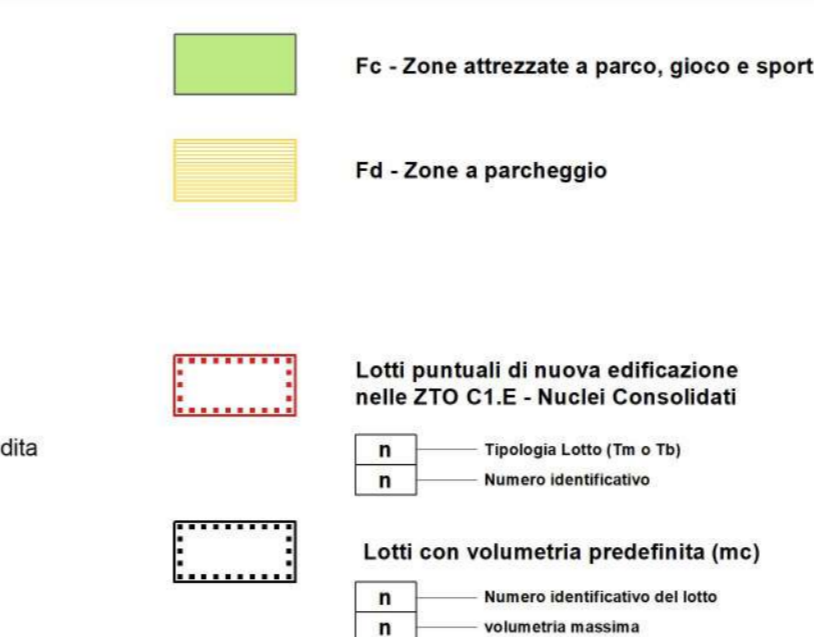 Fc - Zone attrezzate a parco, gioco e sport
Fd - Zone a parcheggio
Lotti puntuali di nuova edificazione
nelle ZTO C1.E - Nuclei Consolidati
dita
n Tipologia Lotto (Tm o Tb)
n Numero identificativo
Lotti con volumetria predefinita (mc)
n Numero identificativo del lotto
n volumetria massima